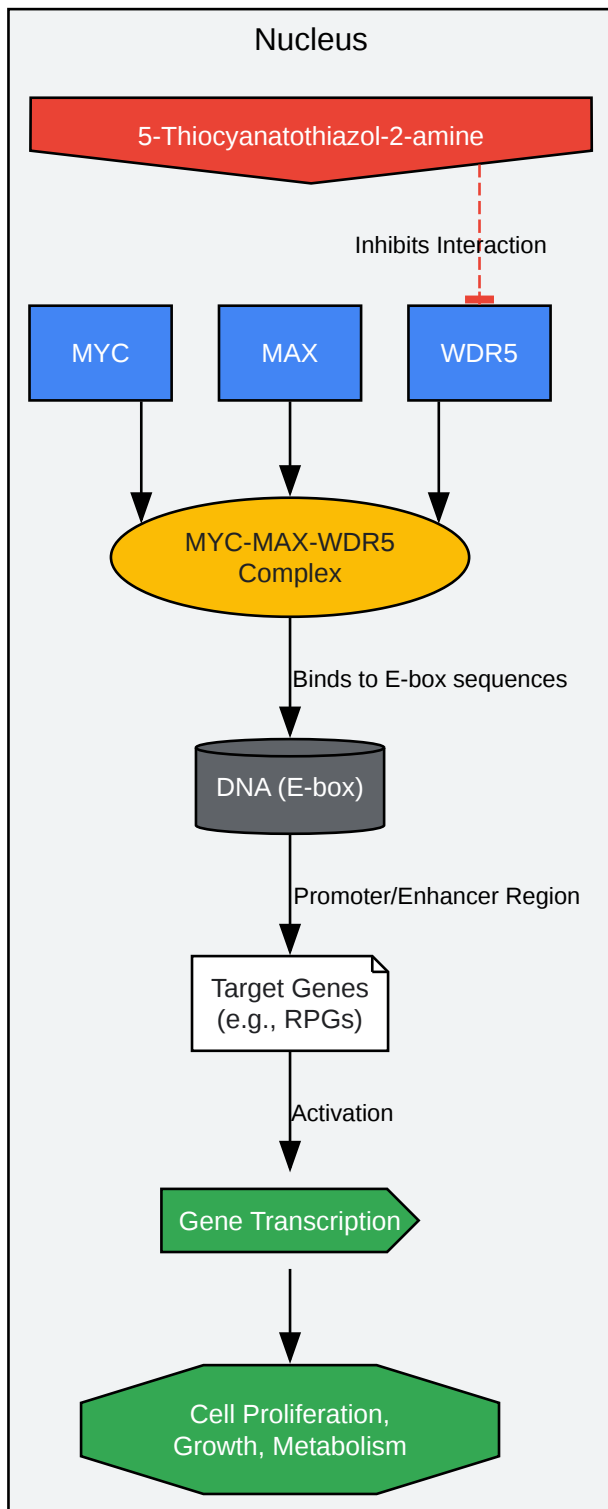 Nucleus
5-Thiocyanatothiazol-2-amine
Inhibits Interaction
MYC
MAX
WDR5
MYC-MAX-WDR5
Complex
Binds to E-box sequences
DNA (E-box)
Promoter/Enhancer Region
Target Genes
(e.g., RPGs)
Activation
Gene Transcription
Cell Proliferation,
Growth, Metabolism